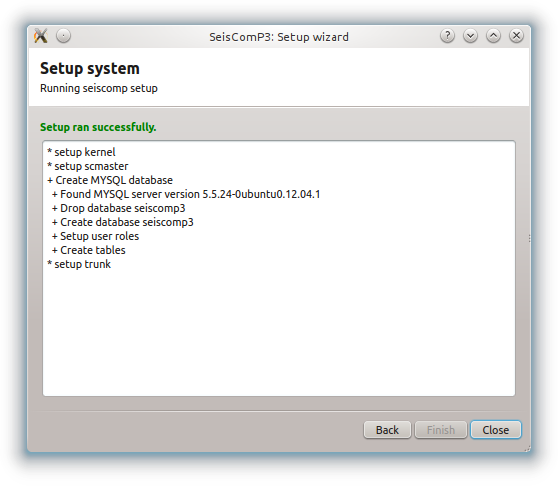 SeisComP3: Setup wizard
Setup system
Running seiscomp setup
Setup ran successfully.
* setup kernel
* setup scmaster
+ Create MYSQL database
+ Found MYSQL server version 5.5.24-0ubuntu0.12.04.1
+ Drop database seiscomp3
+ Create database seiscomp3
+ Setup user roles
+ Create tables
* setup trunk
Back Finish Close